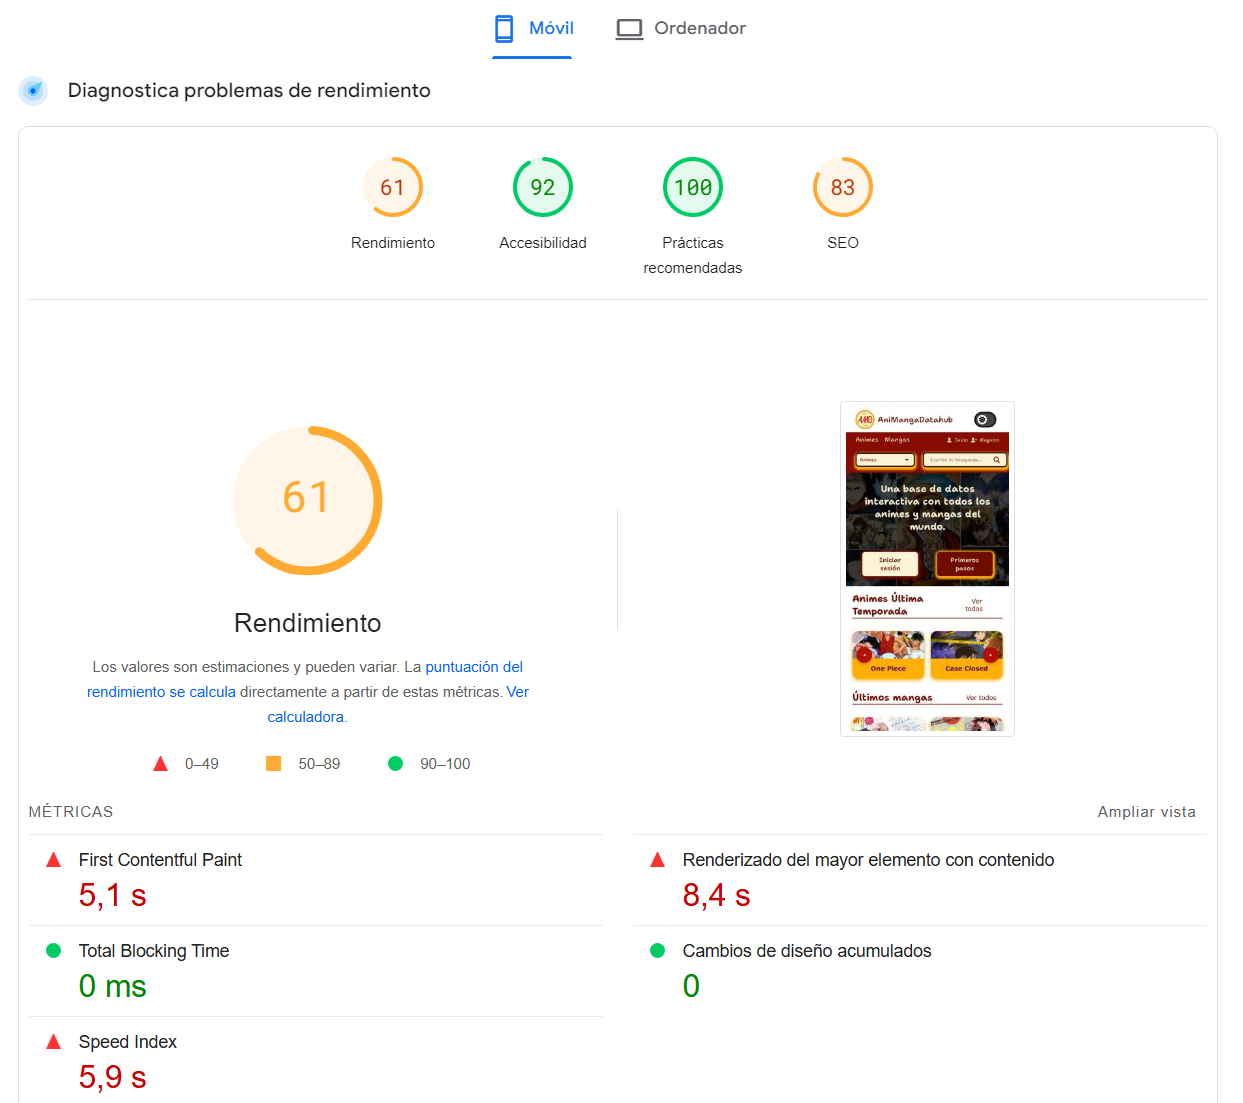 Móvil
Ordenador
Diagnostica problemas de rendimiento
61
92
100
83
Rendimiento
Accesibilidad
Prácticas
recomendadas
SEO
61
Rendimiento
Los valores son estimaciones y pueden variar. La puntuación del
rendimiento se calcula directamente a partir de estas métricas. Ver
calculadora.
0–49
50–89
90–100
AMD
AniMangaDatahub
Animes Mangas
Inicio Registro
Animes
Escribe tu búsqueda...
Una base de datos
interactiva con todos los
animes y mangas del
mundo.
Iniciar
sesión
Primeros
pasos
Animes Última
Temporada
Ver
todos
One Piece
Case Closed
Últimos mangas
Ver todos
MÉTRICAS
Ampliar vista
First Contentful Paint
5,1 s
Renderizado del mayor elemento con contenido
8,4 s
Total Blocking Time
0 ms
Cambios de diseño acumulados
0
Speed Index
5,9 s